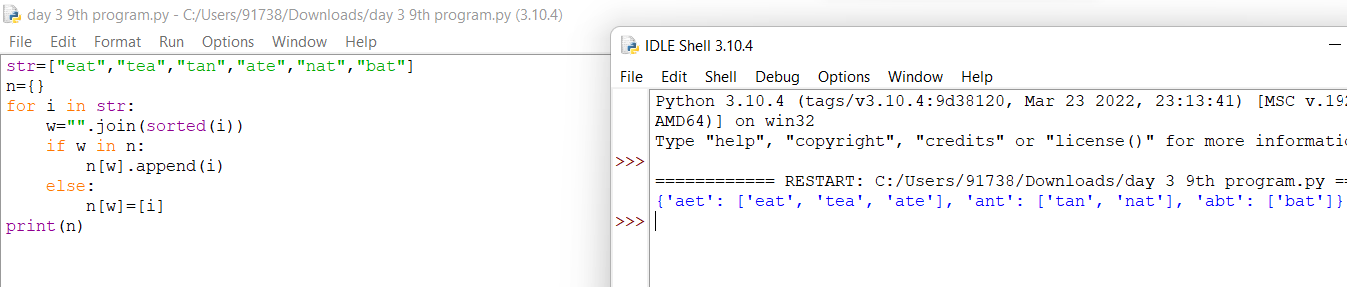 day 3 9th program.py - C:/Users/91738/Downloads/day 3 9th program.py (3.10.4)
File Edit Format Run Options Window Help
str=["eat","tea","tan","ate","nat","bat"]
n={}
for i in str:
    w="".join(sorted(i))
    if w in n:
        n[w].append(i)
    else:
        n[w]=[i]
print(n)
IDLE Shell 3.10.4
File Edit Shell Debug Options Window Help
Python 3.10.4 (tags/v3.10.4:9d38120, Mar 23 2022, 23:13:41) [MSC v.192
AMD64)] on win32
Type "help", "copyright", "credits" or "license()" for more informatio
>>>
============ RESTART: C:/Users/91738/Downloads/day 3 9th program.py ==
{'aet': ['eat', 'tea', 'ate'], 'ant': ['tan', 'nat'], 'abt': ['bat']}
>>>